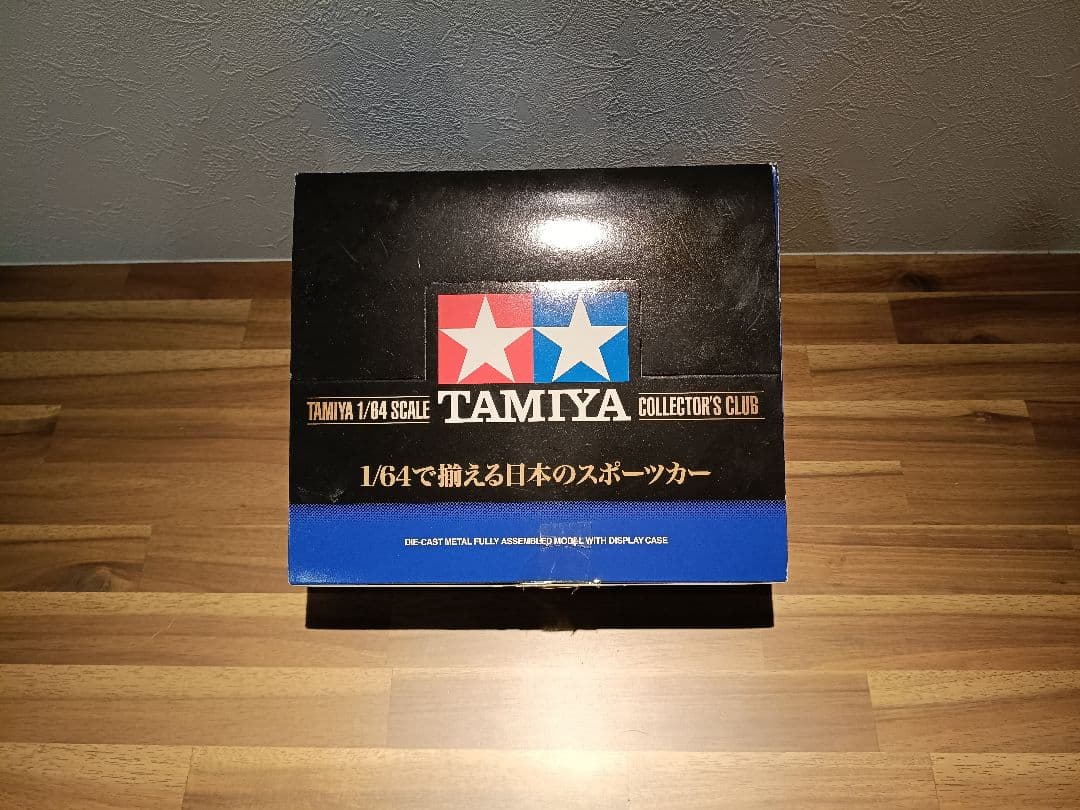 TAMIYA 1/64 SCALE TAMIYA COLLECTOR'S CLUB
1/64で揃える日本のスポーツカー
DIE-CAST METAL FULLY ASSEMBLED MODEL WITH DISPLAY CASE